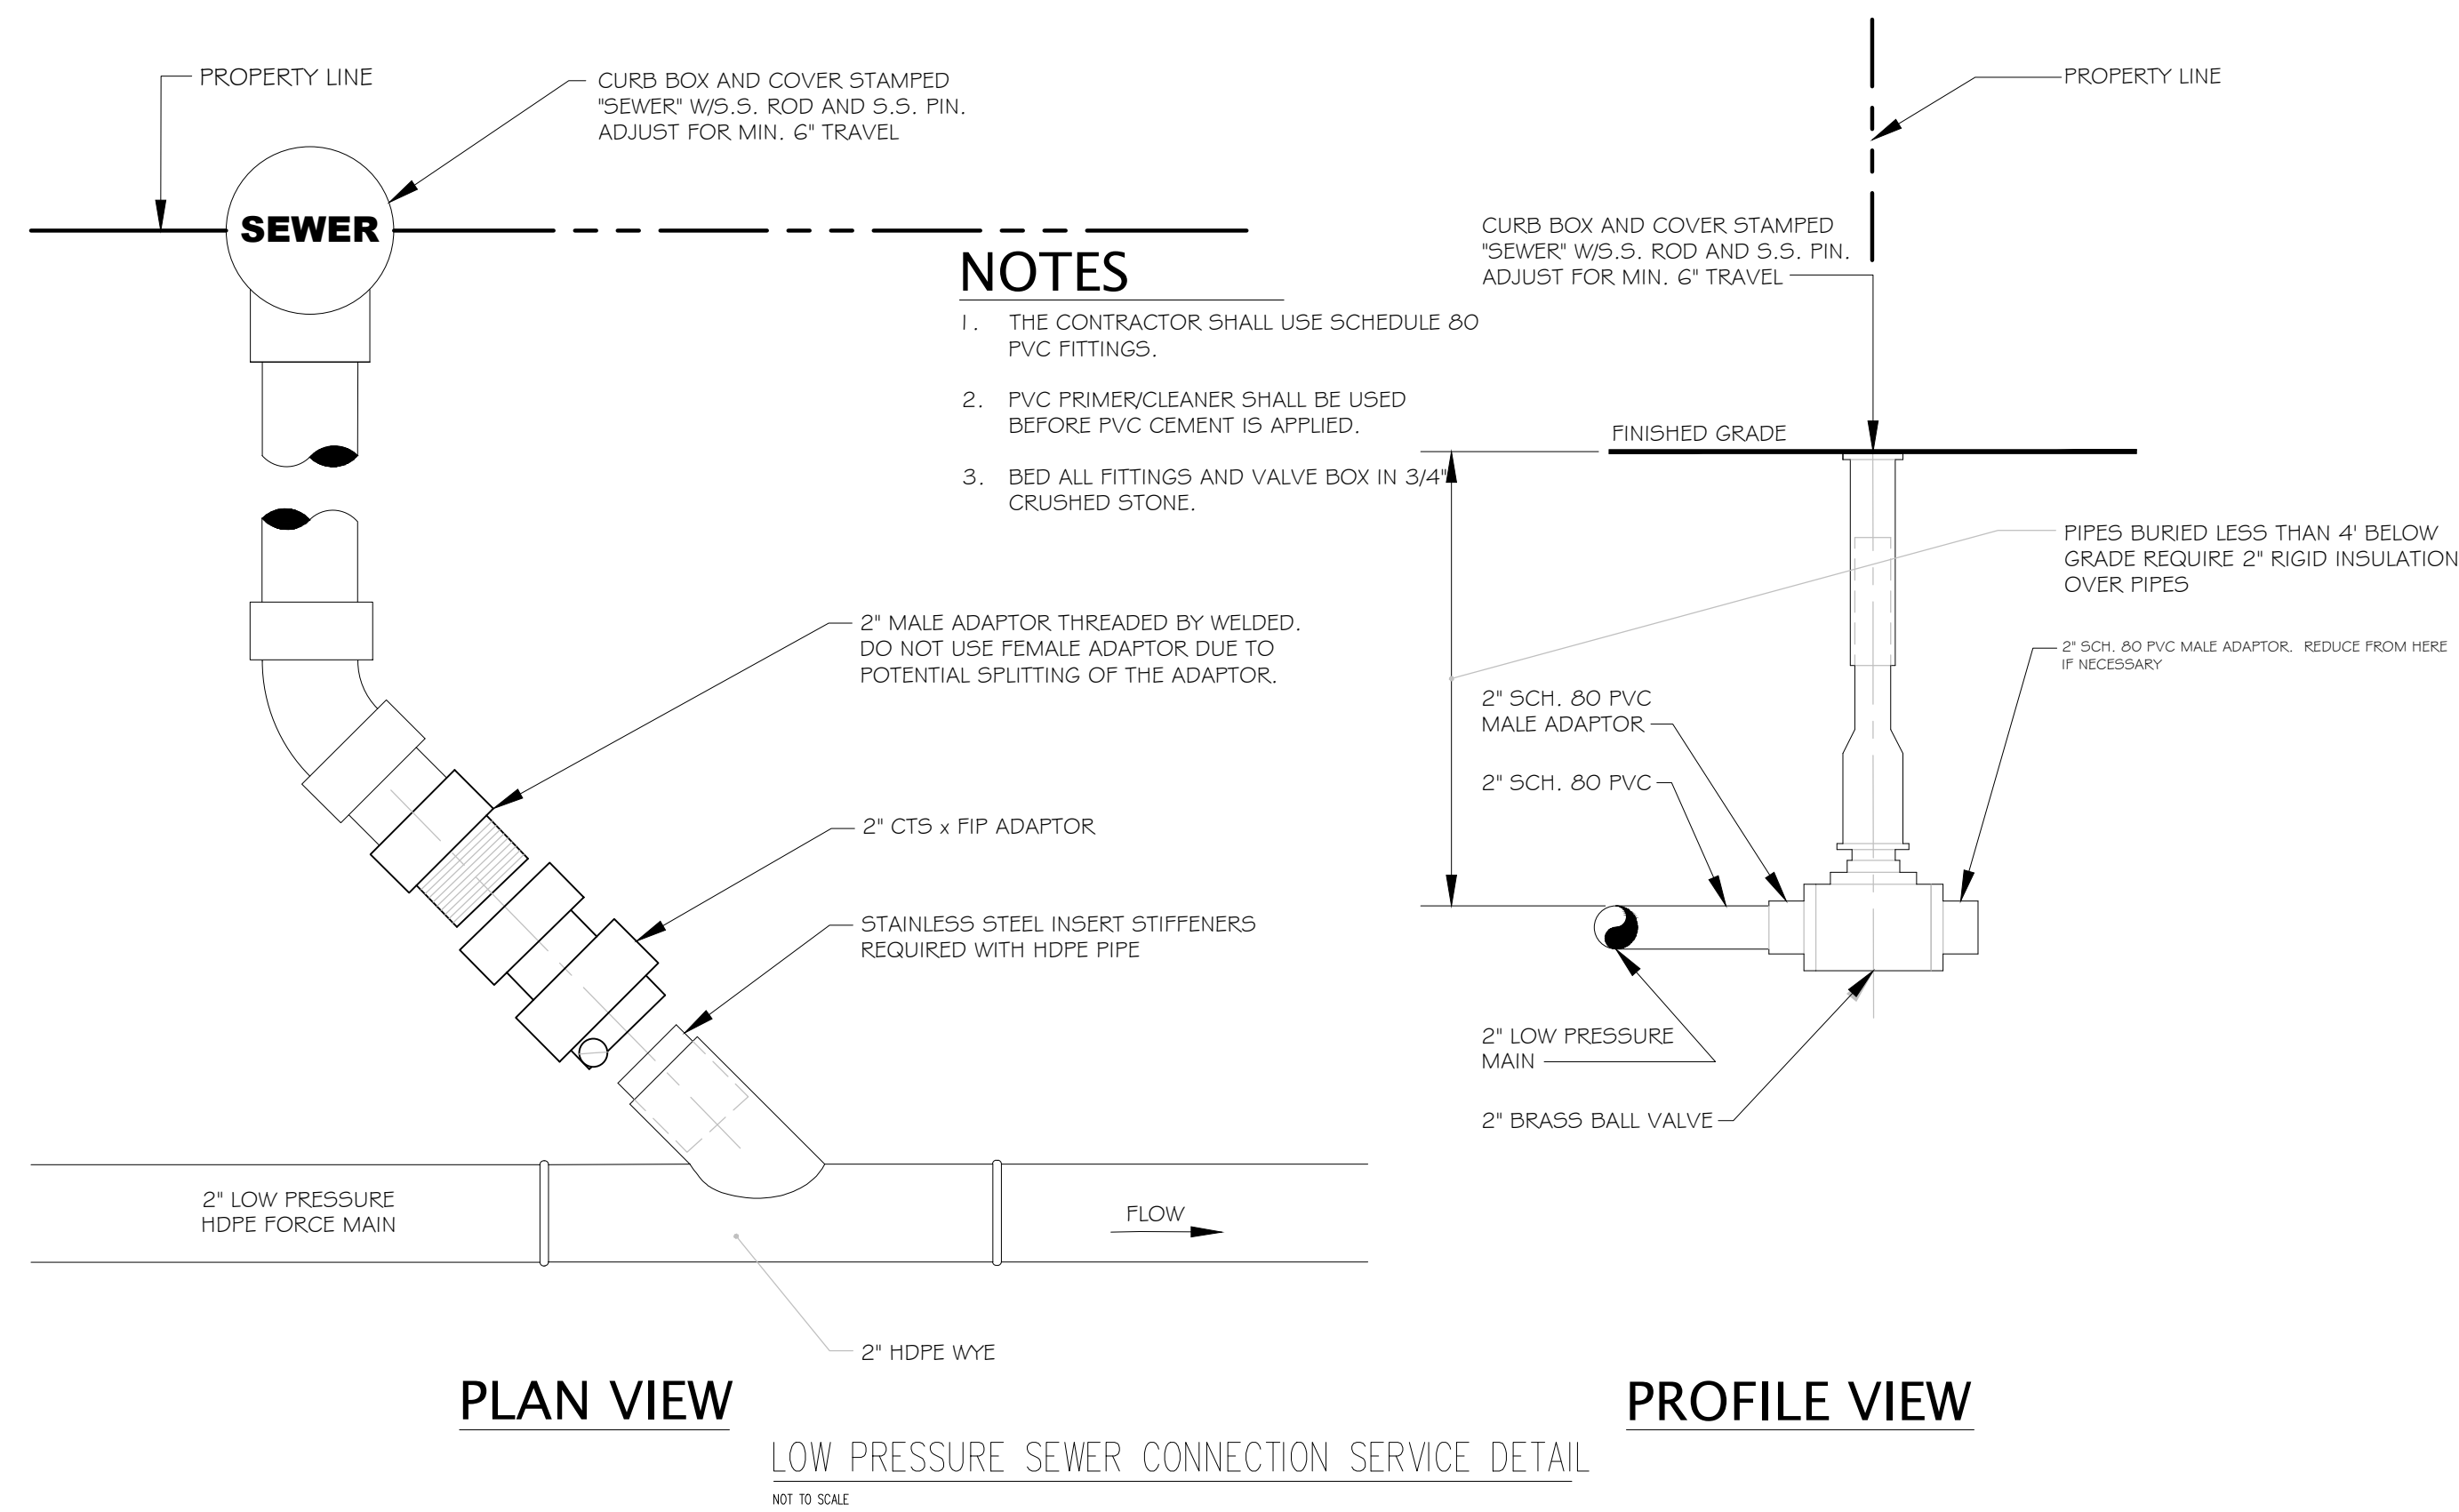 PROPERTY LINE
CURB BOX AND COVER STAMPED
"SEWER" W/S.S. ROD AND S.S. PIN.
ADJUST FOR MIN. 6" TRAVEL
SEWER
NOTES
1. THE CONTRACTOR SHALL USE SCHEDULE 80
PVC FITTINGS.
2. PVC PRIMER/CLEANER SHALL BE USED
BEFORE PVC CEMENT IS APPLIED.
3. BED ALL FITTINGS AND VALVE BOX IN 3/4"
CRUSHED STONE.
2" MALE ADAPTOR THREADED BY WELDED.
DO NOT USE FEMALE ADAPTOR DUE TO
POTENTIAL SPLITTING OF THE ADAPTOR.
2" CTS x FIP ADAPTOR
STAINLESS STEEL INSERT STIFFENERS
REQUIRED WITH HDPE PIPE
2" LOW PRESSURE
HDPE FORCE MAIN
FLOW
2" HDPE WYE
PLAN VIEW
PROPERTY LINE
CURB BOX AND COVER STAMPED
"SEWER" W/S.S. ROD AND S.S. PIN.
ADJUST FOR MIN. 6" TRAVEL
FINISHED GRADE
PIPES BURIED LESS THAN 4' BELOW
GRADE REQUIRE 2" RIGID INSULATION
OVER PIPES
2" SCH. 80 PVC MALE ADAPTOR. REDUCE FROM HERE
IF NECESSARY
2" SCH. 80 PVC
MALE ADAPTOR
2" SCH. 80 PVC
2" LOW PRESSURE
MAIN
2" BRASS BALL VALVE
PROFILE VIEW
LOW PRESSURE SEWER CONNECTION SERVICE DETAIL
NOT TO SCALE